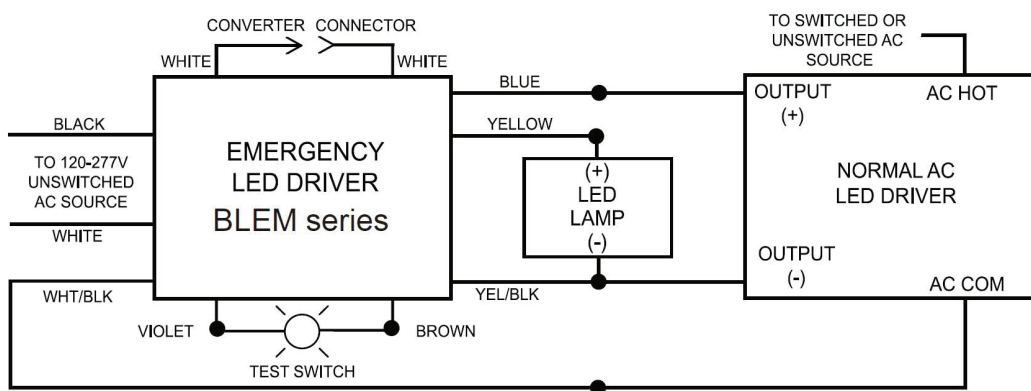 CONVERTER CONNECTOR
WHITE WHITE
TO SWITCHED OR
UNSWITCHED AC
SOURCE
BLACK
TO 120-277V
UNSWITCHED
AC SOURCE
WHITE
WHT/BLK
EMERGENCY
LED DRIVER
BLEM series
BLUE
YELLOW
(+)
LED
LAMP
(-)
YEL/BLK
OUTPUT
(+)
AC HOT
NORMAL AC
LED DRIVER
OUTPUT
(-)
AC COM
VIOLET BROWN
TEST SWITCH